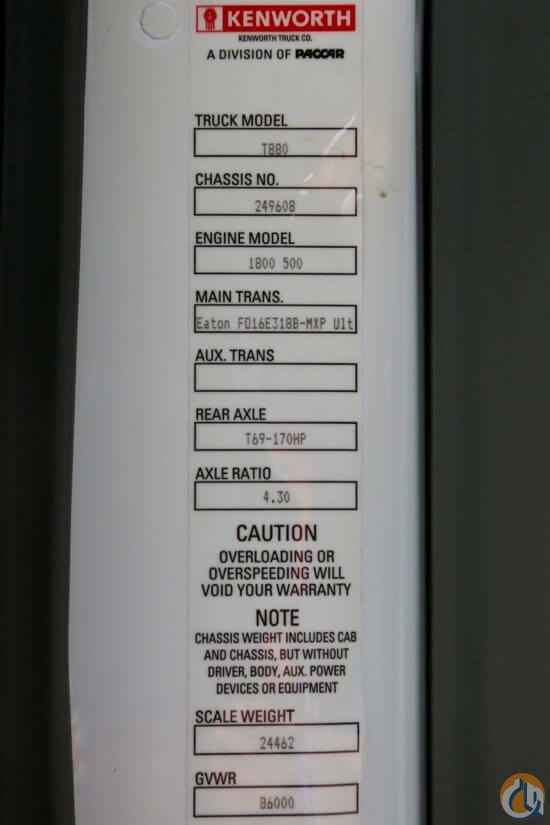 KENWORTH
KENWORTH TRUCK CO.
A DIVISION OF PACCAR
TRUCK MODEL
T880
CHASSIS NO.
249608
ENGINE MODEL
1800 500
MAIN TRANS.
Eaton FO16E318B-MXP Ult
AUX. TRANS
REAR AXLE
T69-170HP
AXLE RATIO
4.30
CAUTION
OVERLOADING OR
OVERSPEEDING WILL
VOID YOUR WARRANTY
NOTE
CHASSIS WEIGHT INCLUDES CAB
AND CHASSIS, BUT WITHOUT
DRIVER, BODY, AUX. POWER
DEVICES OR EQUIPMENT
SCALE WEIGHT
24462
GVWR
86000